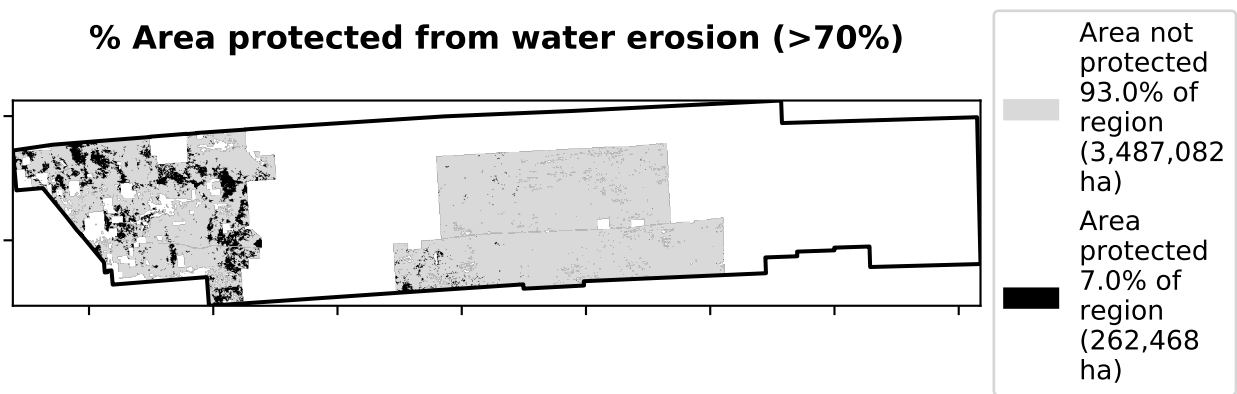 % Area protected from water erosion (>70%)
Area not
protected
93.0% of
region
(3,487,082
ha)
Area
protected
7.0% of
region
(262,468
ha)